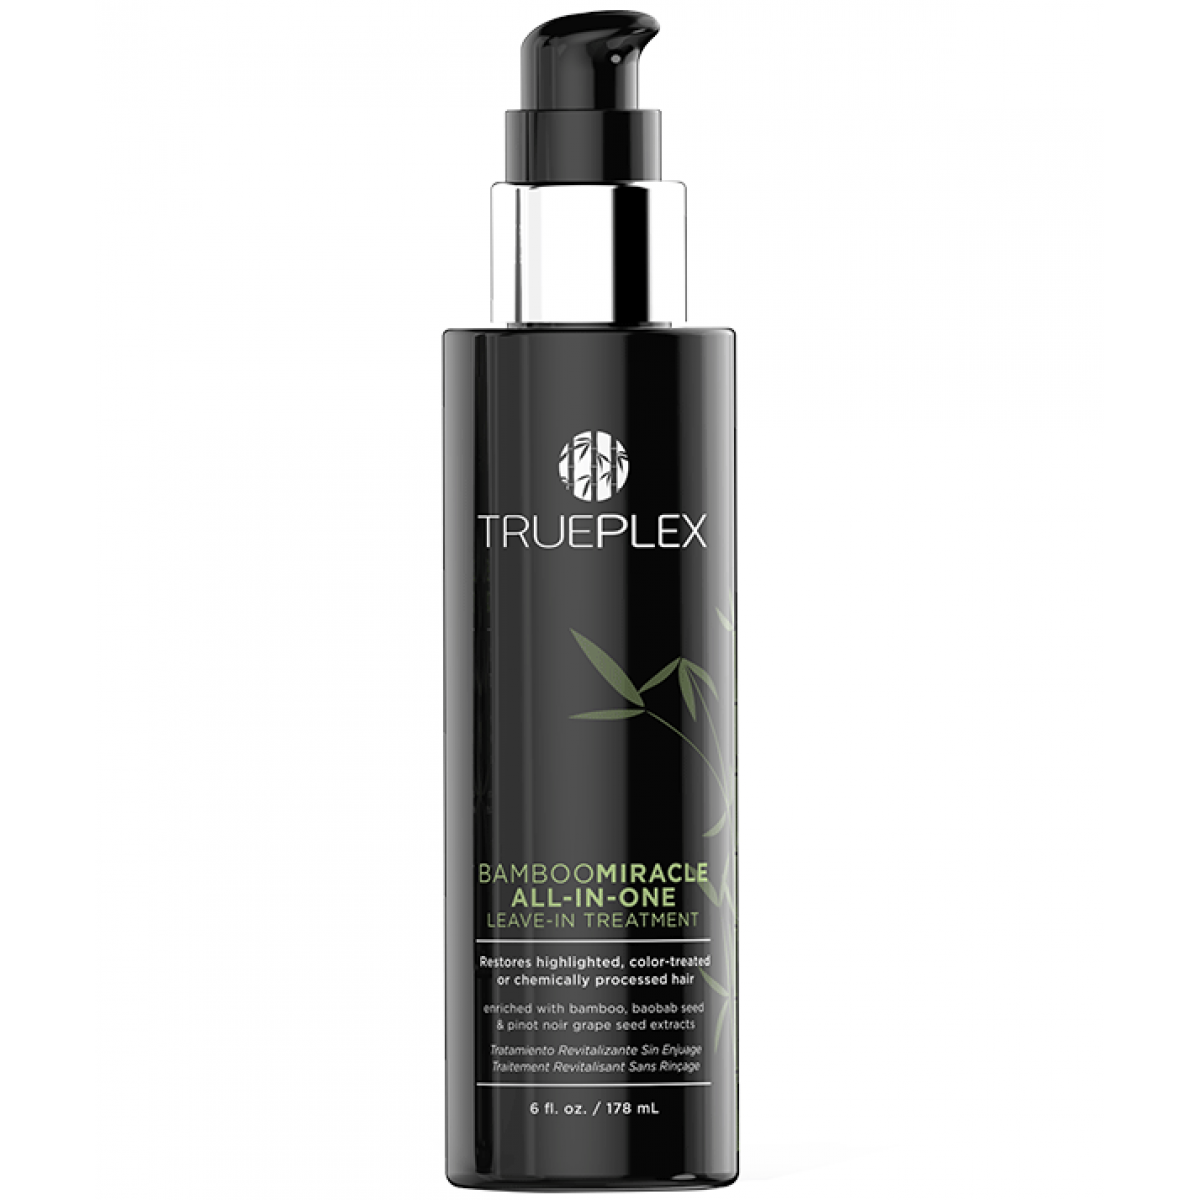 TRUEPLEX
BAMBOOMIRACLE
ALL-IN-ONE
LEAVE-IN TREATMENT
Restores highlighted, color-treated
or chemically processed hair
enriched with bamboo, baobab seed
& pinot noir grape seed extracts
Tratamiento Revitalizante Sin Enjuage
Traitement Revitalisant Sans Rinçage
6 fl. oz. / 178 mL